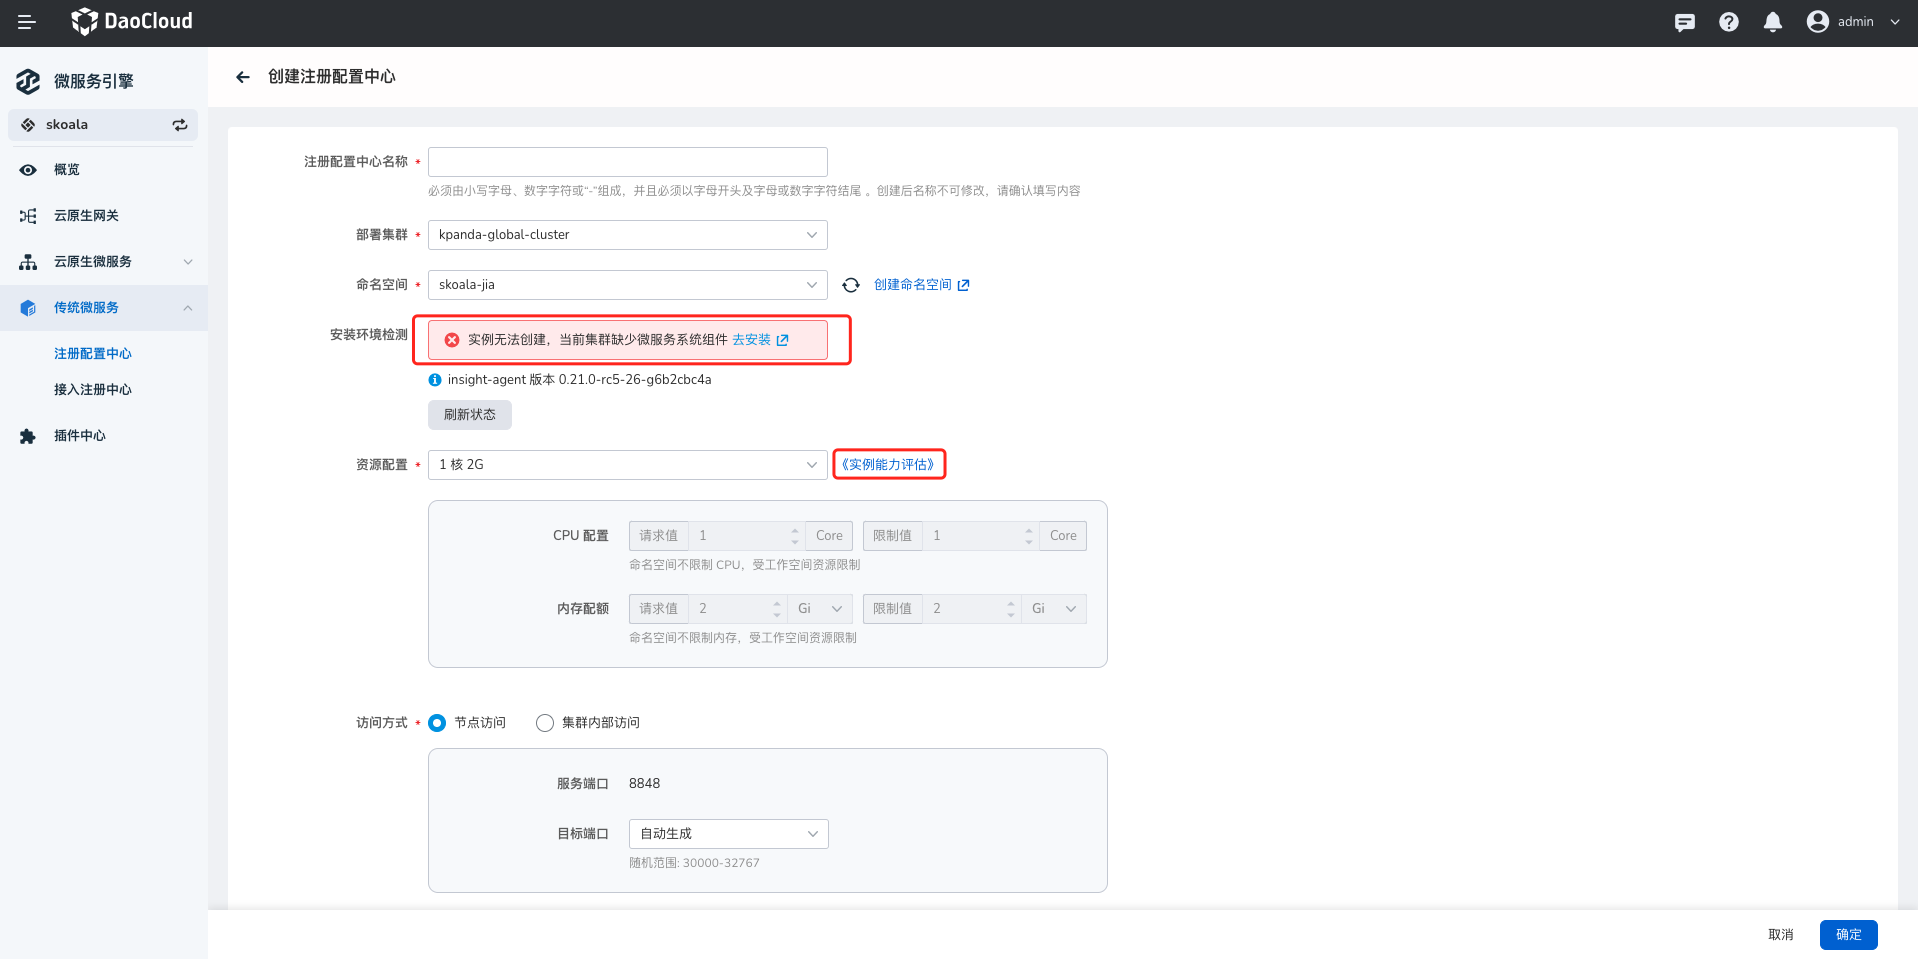 DaoCloud
admin
微服务引擎
skoala
概览
云原生网关
云原生微服务
传统微服务
注册配置中心
接入注册中心
插件中心
创建注册配置中心
注册配置中心名称 *
必须由小写字母、数字字符或“-”组成，并且必须以字母开头及字母或数字字符结尾 。创建后名称不可修改，请确认填写内容
部署集群 * kpanda-global-cluster
命名空间 * skoala-jia 创建命名空间
安装环境检测 实例无法创建，当前集群缺少微服务系统组件 去安装
insight-agent 版本 0.21.0-rc5-26-g6b2cbc4a
刷新状态
资源配置 * 1 核 2G 《实例能力评估》
CPU 配置 请求值 1 Core 限制值 1 Core
命名空间不限制 CPU，受工作空间资源限制
内存配额 请求值 2 Gi 限制值 2 Gi
命名空间不限制内存，受工作空间资源限制
访问方式 * 节点访问 集群内部访问
服务端口 8848
目标端口 自动生成
随机范围: 30000-32767
取消 确定